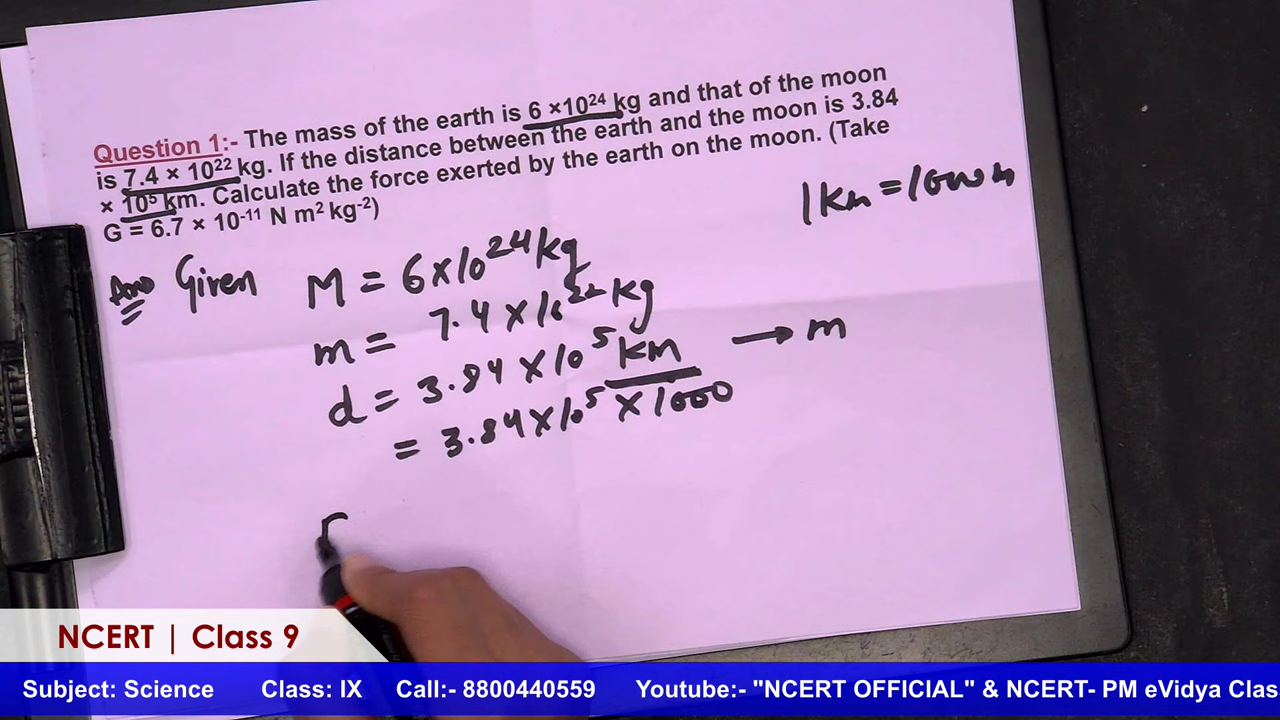 Question 1:- The mass of the earth is 6 ×10²⁴ kg and that of the moon
is 7.4 × 10²² kg. If the distance between the earth and the moon is 3.84
× 10⁵ km. Calculate the force exerted by the earth on the moon. (Take
G = 6.7 × 10⁻¹¹ N m² kg⁻²)
1 km = 1000 m
Ans Given M = 6×10²⁴ kg
m = 7.4 × 10²² kg
d = 3.84 × 10⁵ km → m
= 3.84×10⁵ × 1000
NCERT | Class 9
Subject: Science Class: IX Call:- 8800440559 Youtube:- "NCERT OFFICIAL" & NCERT- PM eVidya Clas